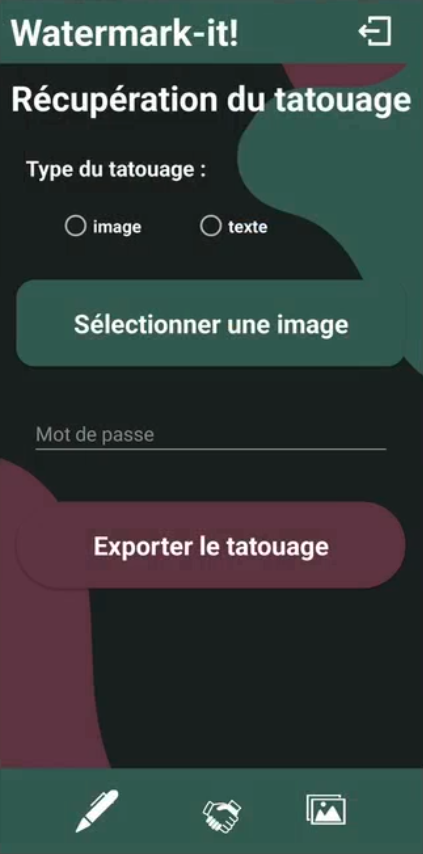 Watermark-it!
Récupération du tatouage
Type du tatouage :
image texte
Sélectionner une image
Mot de passe
Exporter le tatouage